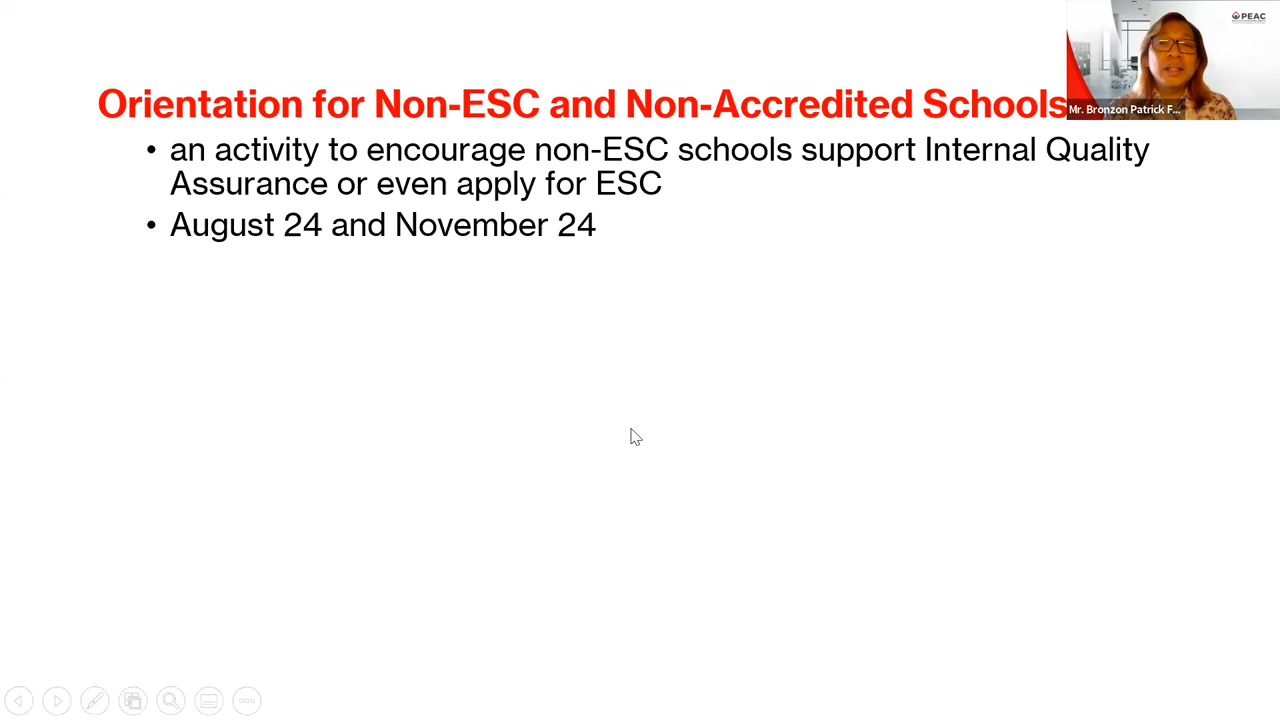 PEAC
Orientation for Non-ESC and Non-Accredited Schools
Mr. Bronzon Patrick F...
• an activity to encourage non-ESC schools support Internal Quality
Assurance or even apply for ESC
• August 24 and November 24